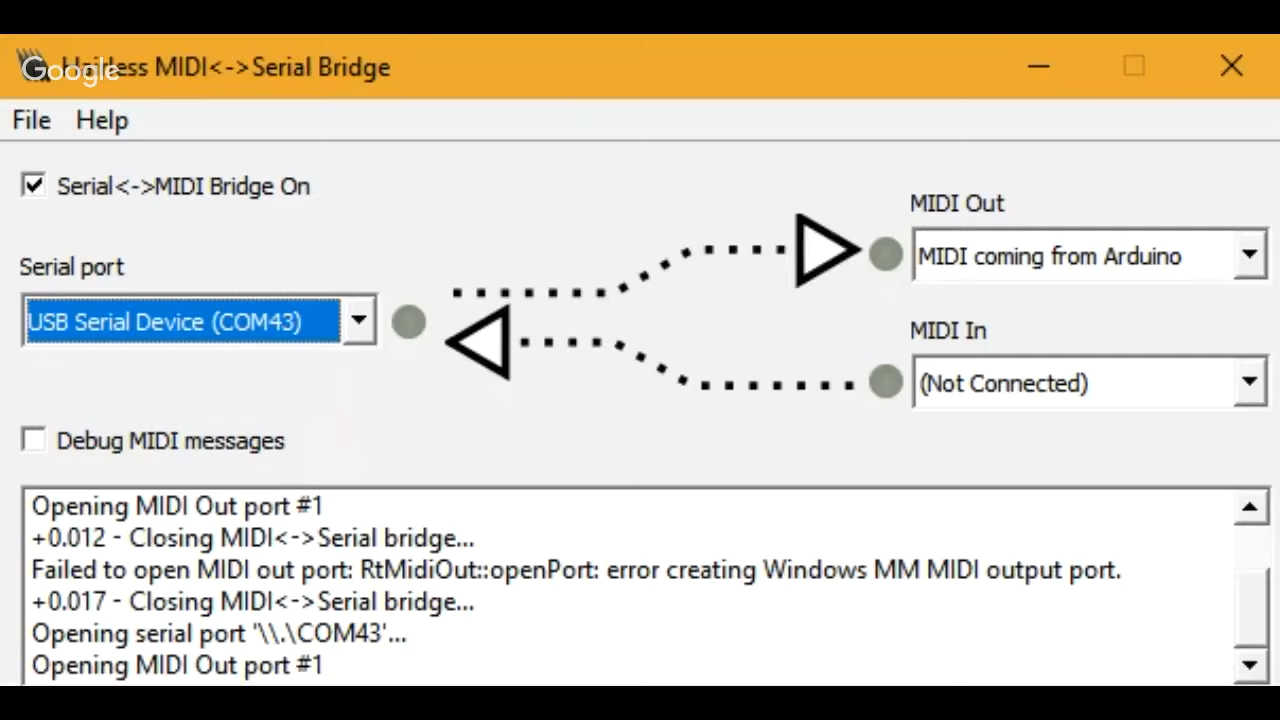 Google
Hairless MIDI<->Serial Bridge
File Help
Serial<->MIDI Bridge On
MIDI Out
MIDI coming from Arduino
Serial port
USB Serial Device (COM43)
MIDI In
(Not Connected)
Debug MIDI messages
Opening MIDI Out port #1
+0.012 - Closing MIDI<->Serial bridge...
Failed to open MIDI out port: RtMidiOut::openPort: error creating Windows MM MIDI output port.
+0.017 - Closing MIDI<->Serial bridge...
Opening serial port '\\.\COM43'...
Opening MIDI Out port #1